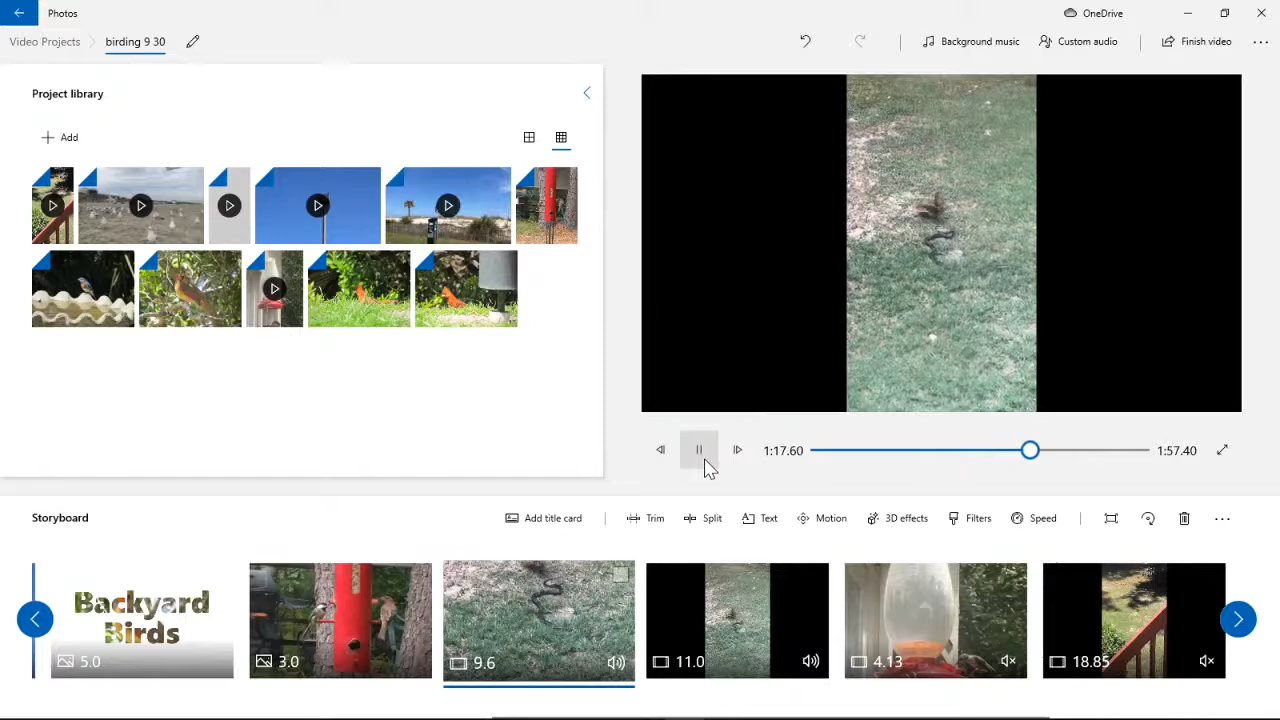 Photos
OneDrive
Video Projects
birding 9 30
Background music
Custom audio
Finish video
Project library
Add
1:17.60
1:57.40
Storyboard
Add title card
Trim
Split
Text
Motion
3D effects
Filters
Speed
Backyard
Birds
5.0
3.0
9.6
11.0
4.13
18.85